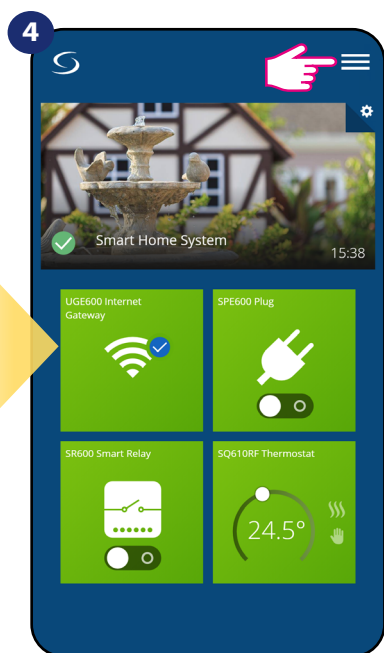 4
Smart Home System
15:38
UGE600 Internet
Gateway
SPE600 Plug
SR600 Smart Relay
SQ610RF Thermostat
24.5°